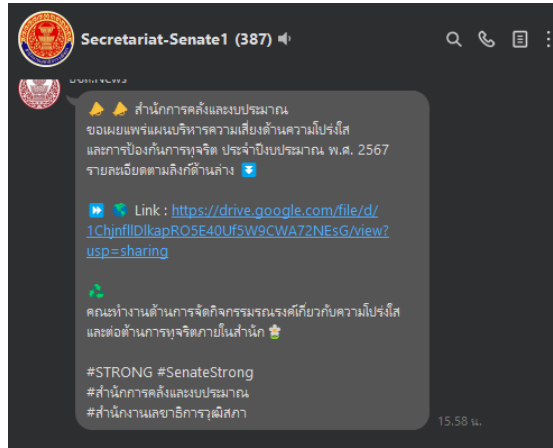 Secretariat-Senate1 (387)
สำนักการคลังและงบประมาณ
ขอเผยแพร่แผนบริหารความเสี่ยงด้านความโปร่งใส
และการป้องกันการทุจริต ประจำปีงบประมาณ พ.ศ. 2567
รายละเอียดตามลิงก์ด้านล่าง
Link : https://drive.google.com/file/d/
1ChjnfllDlkapRO5E40Uf5W9CWA72NEsG/view?
usp=sharing
คณะทำงานด้านการจัดกิจกรรมรณรงค์เกี่ยวกับความโปร่งใส
และต่อต้านการทุจริตภายในสำนัก
#STRONG #SenateStrong
#สำนักการคลังและงบประมาณ
#สำนักงานเลขาธิการวุฒิสภา
15.58 น.